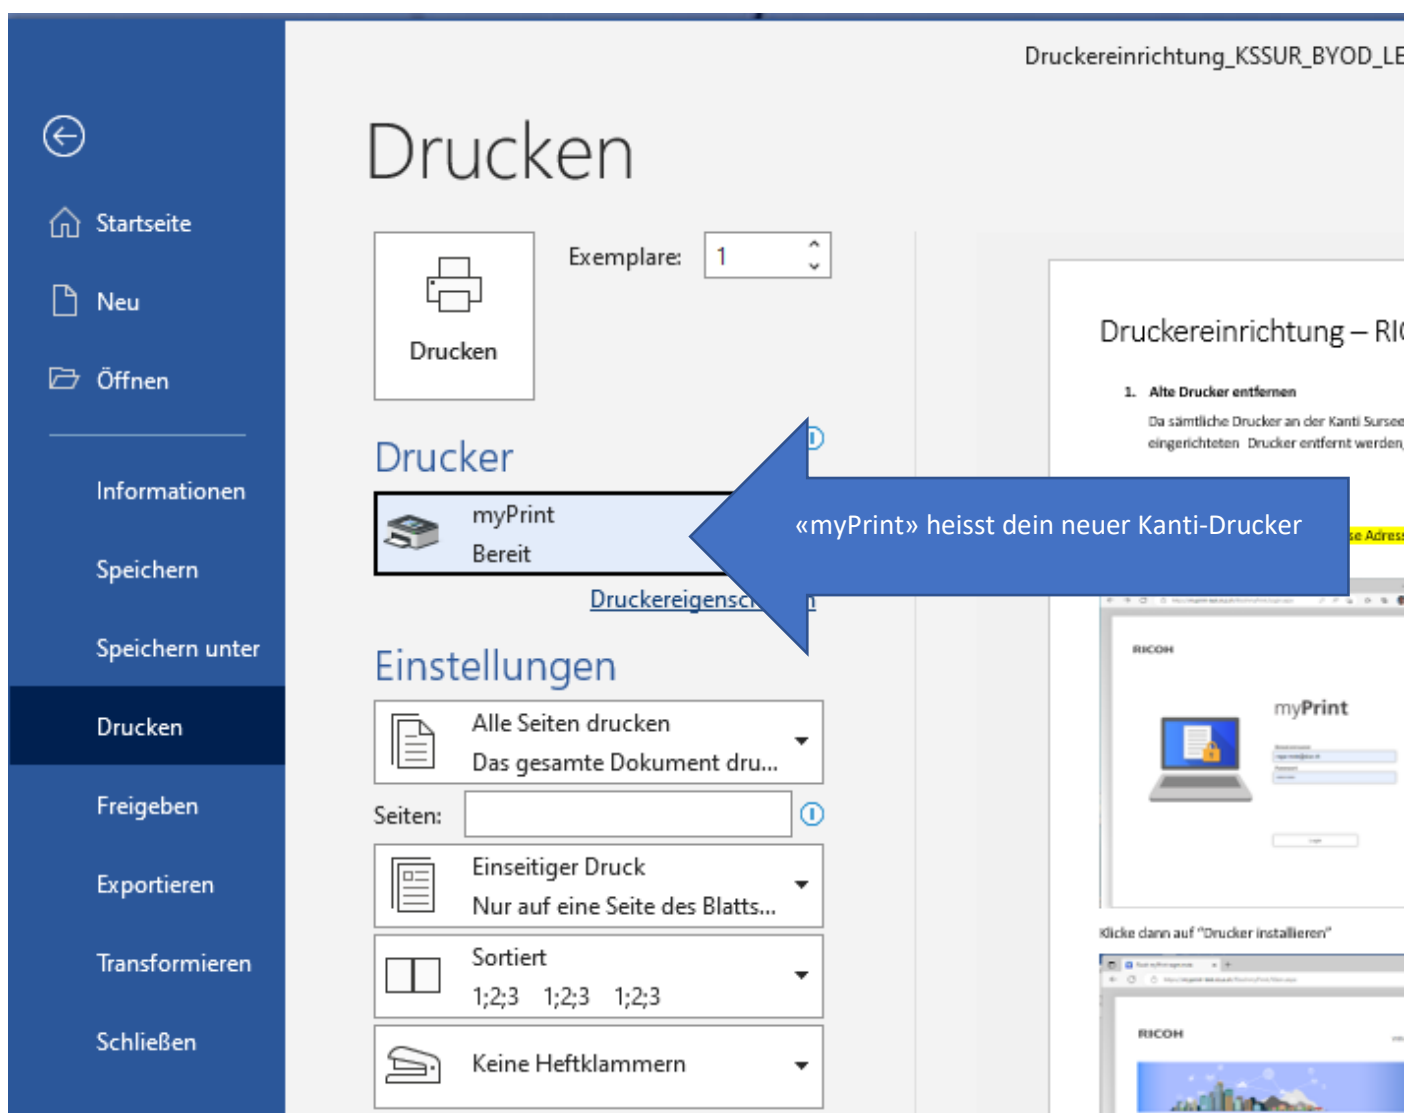 Druckereinrichtung_KSSUR_BYOD_LE
Drucken
Startseite
Neu
Öffnen
Informationen
Speichern
Speichern unter
Drucken
Freigeben
Exportieren
Transformieren
Schließen
Exemplare: 1
Drucken
Drucker
myPrint
Bereit
«myPrint» heisst dein neuer Kanti-Drucker
Einstellungen
Alle Seiten drucken
Das gesamte Dokument dru...
Seiten:
Einseitiger Druck
Nur auf eine Seite des Blatts...
Sortiert
1;2;3 1;2;3 1;2;3
Keine Heftklammern
Druckereinrichtung – RI
1. Alte Drucker entfernen
Da sämtliche Drucker an der Kanti Sursee
eingerichteten Drucker entfernt werden,
se Adress
RICOH
myPrint
Login
Klicke dann auf "Drucker installieren"
RICOH